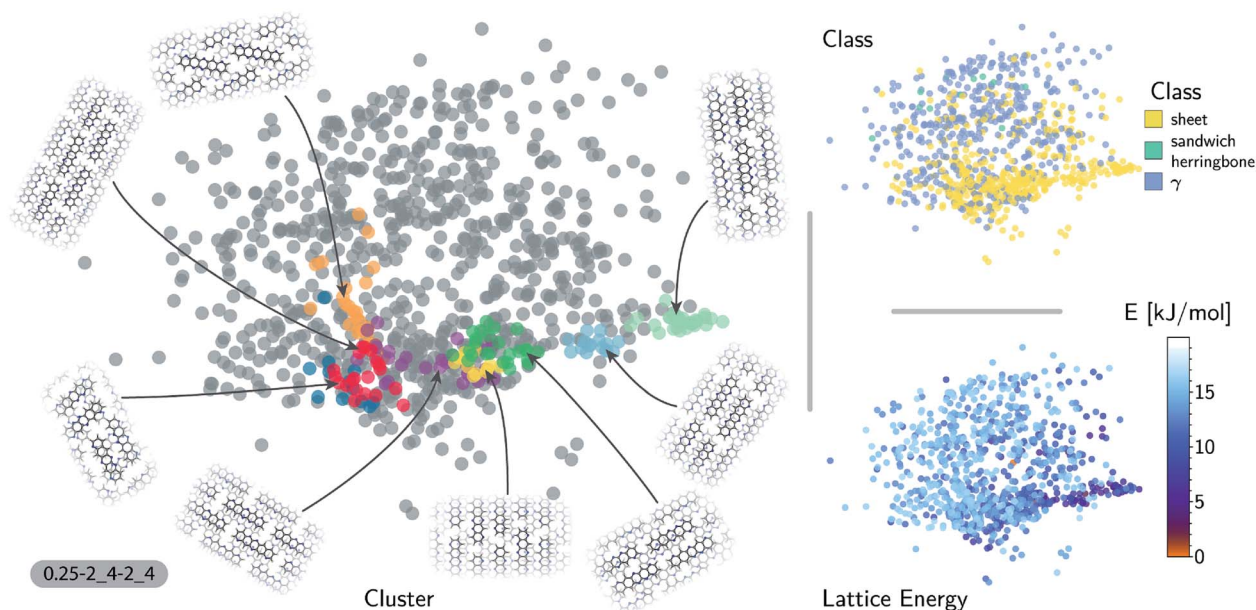 Class
Class
sheet
sandwich
herringbone
γ
E [kJ/mol]
15
10
5
0
0.25-2_4-2_4
Cluster
Lattice Energy